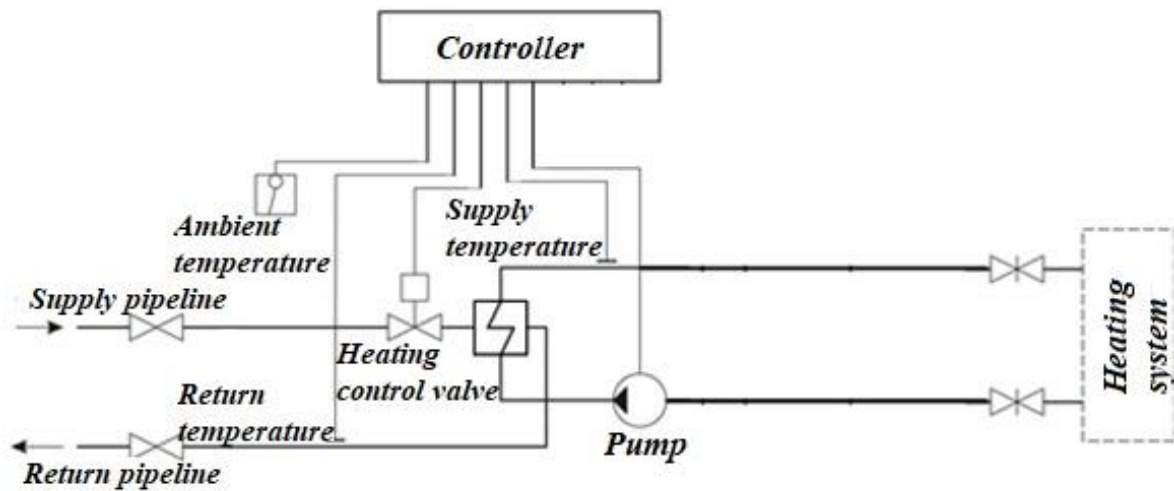 Controller
Ambient
temperature
Supply
temperature
Supply pipeline
Heating
control valve
Return
temperature
Return pipeline
Pump
Heating
system